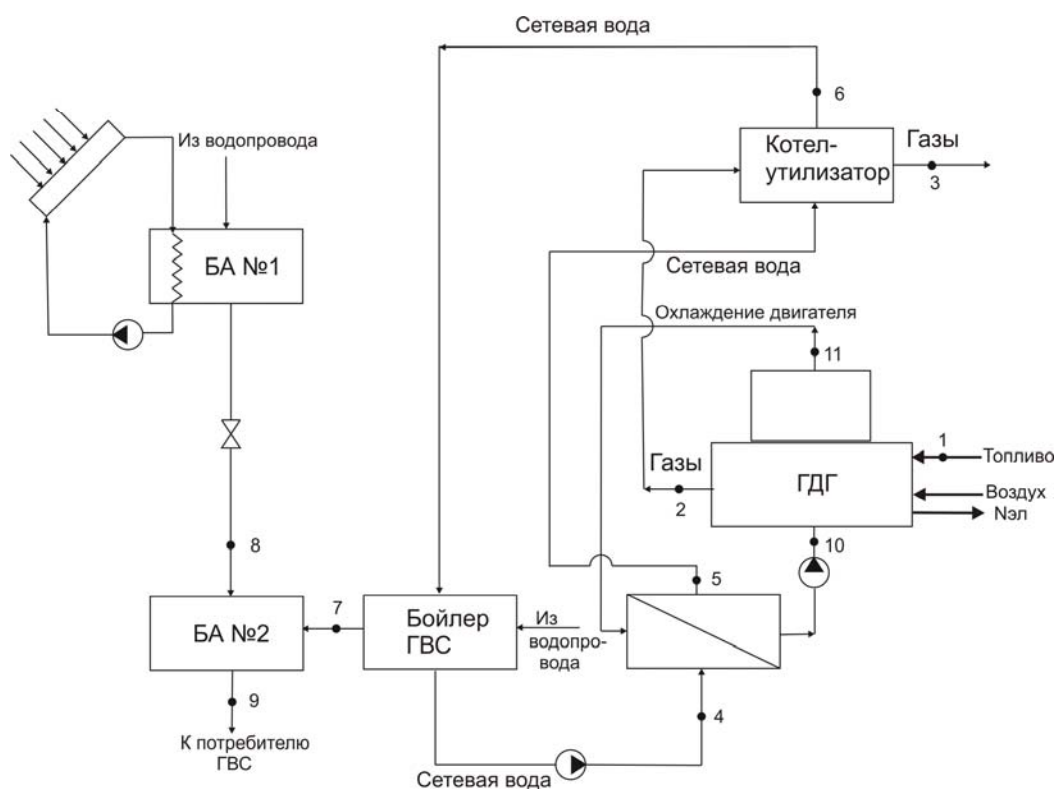 Сетевая вода
6
Из водопровода
Котел-
утилизатор
Газы
3
БА №1
Сетевая вода
Охлаждение двигателя
11
1
Топливо
Газы
2
ГДГ
Воздух
Nэл
10
8
5
БА №2
7
Бойлер
ГВС
Из
водопро-
вода
9
4
К потребителю
ГВС
Сетевая вода